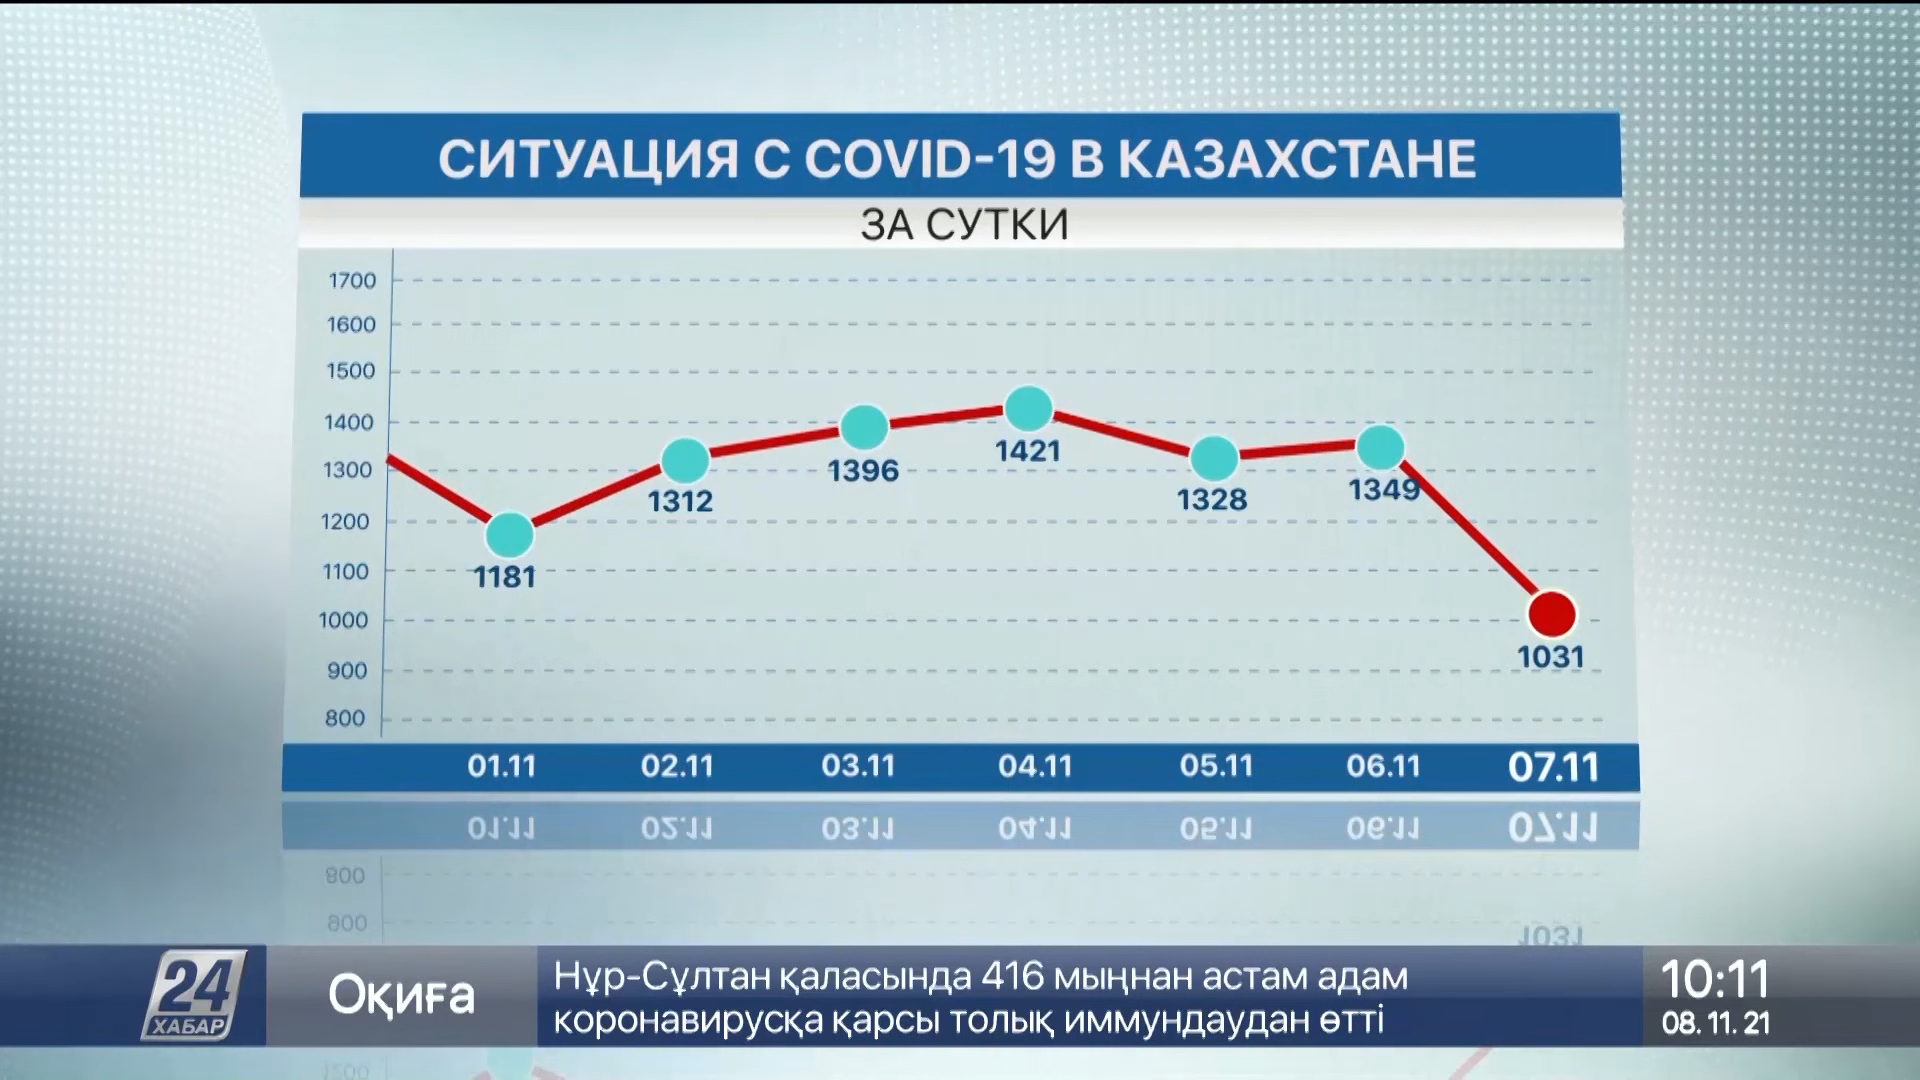 СИТУАЦИЯ С COVID-19 В КАЗАХСТАНЕ
ЗА СУТКИ
1700
1600
1500
1400
1300
1200
1100
1000
900
800
1181
1312
1396
1421
1328
1349
1031
01.11 02.11 03.11 04.11 05.11 06.11 07.11
24
ХАБАР
Оқиға
Нұр-Сұлтан қаласында 416 мыңнан астам адам
коронавирусқа қарсы толық иммундаудан өтті
10:11
08. 11. 21